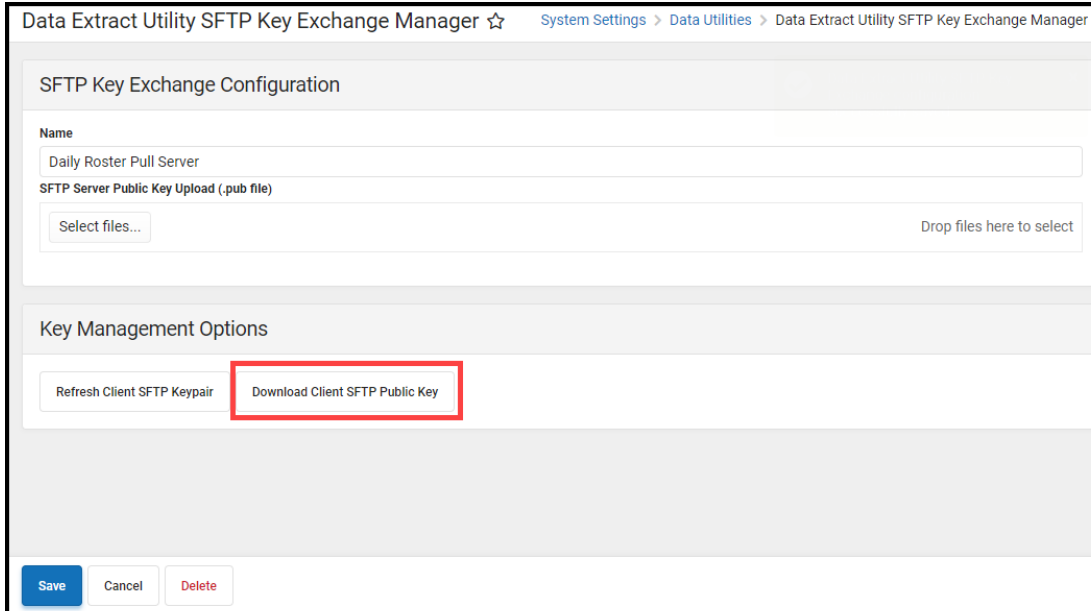 Data Extract Utility SFTP Key Exchange Manager ☆ System Settings > Data Utilities > Data Extract Utility SFTP Key Exchange Manager
SFTP Key Exchange Configuration
Name
Daily Roster Pull Server
SFTP Server Public Key Upload (.pub file)
Select files... Drop files here to select
Key Management Options
Refresh Client SFTP Keypair Download Client SFTP Public Key
Save Cancel Delete